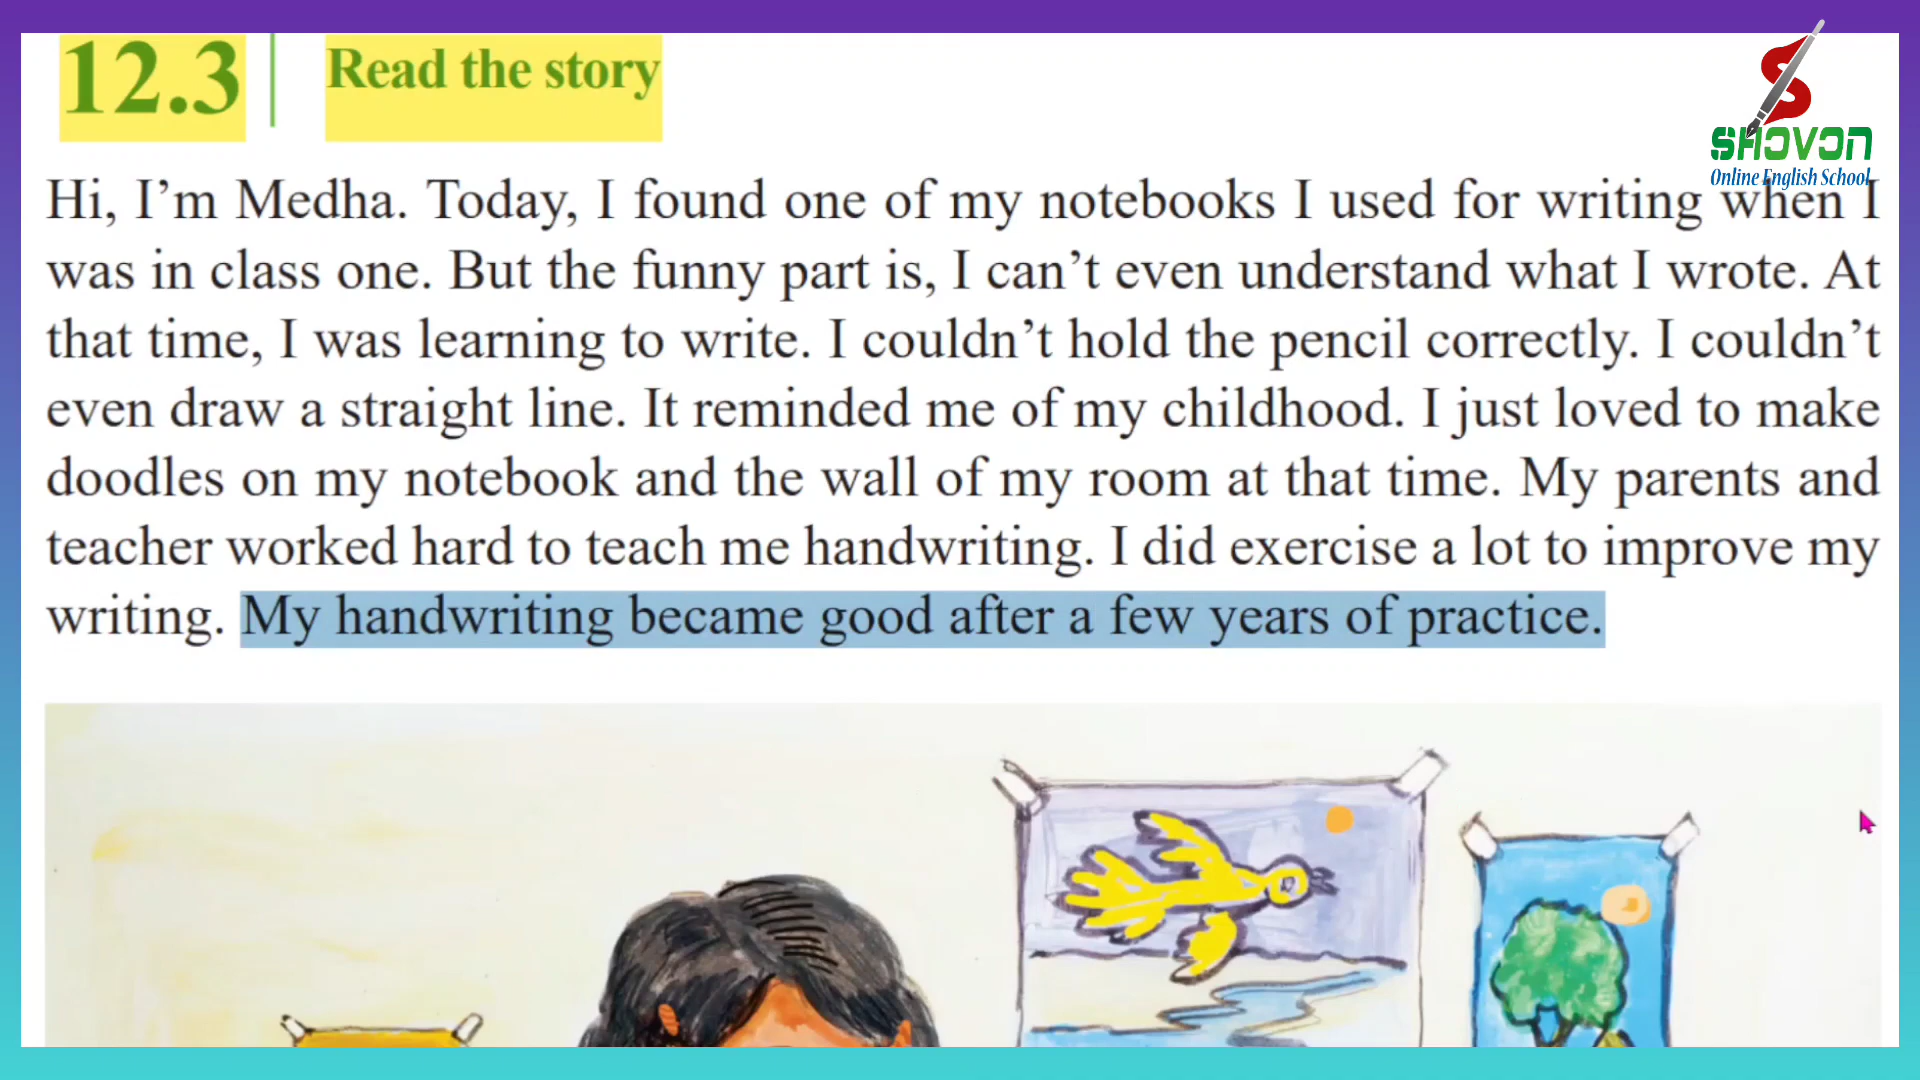 12.3 Read the story
SHOVON
Online English School
Hi, I’m Medha. Today, I found one of my notebooks I used for writing when I
was in class one. But the funny part is, I can’t even understand what I wrote. At
that time, I was learning to write. I couldn’t hold the pencil correctly. I couldn’t
even draw a straight line. It reminded me of my childhood. I just loved to make
doodles on my notebook and the wall of my room at that time. My parents and
teacher worked hard to teach me handwriting. I did exercise a lot to improve my
writing. My handwriting became good after a few years of practice.